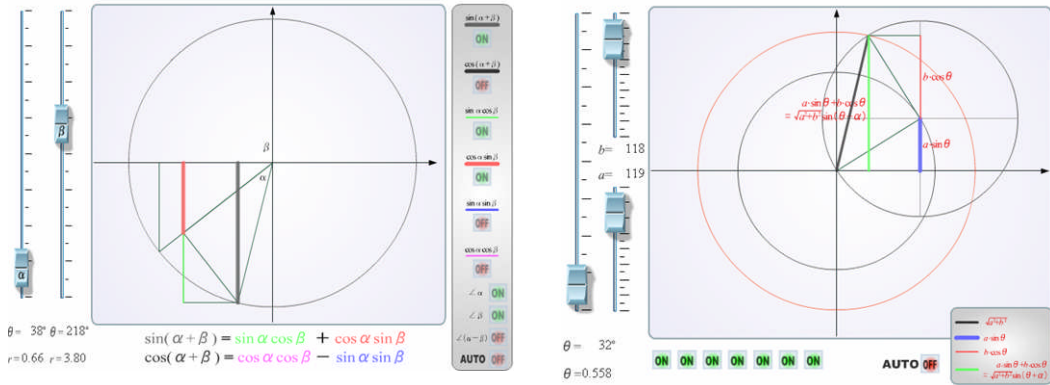 sin(α+β)
ON
cos(α+β)
OFF
sin α cos β
ON
cos α sin β
ON
sin α sin β
OFF
cos α cos β
OFF
∠α ON
∠β ON
∠(α−β) OFF
AUTO OFF
β
α
β
α
θ= 38° θ=218°
r=0.66 r=3.80
sin(α+β)=sin α cos β + cos α sin β
cos(α+β)=cos α cos β − sin α sin β
b·cos θ
a·sin θ+b·cos θ
=√a²+b² sin(θ+α)
a·sin θ
b= 118
a= 119
θ= 32°
θ=0.558
ON ON ON ON ON ON ON
AUTO OFF
√a²+b²
a·sin θ
b·cos θ
a·sin θ+b·cos θ
=√a²+b² sin(θ+α)